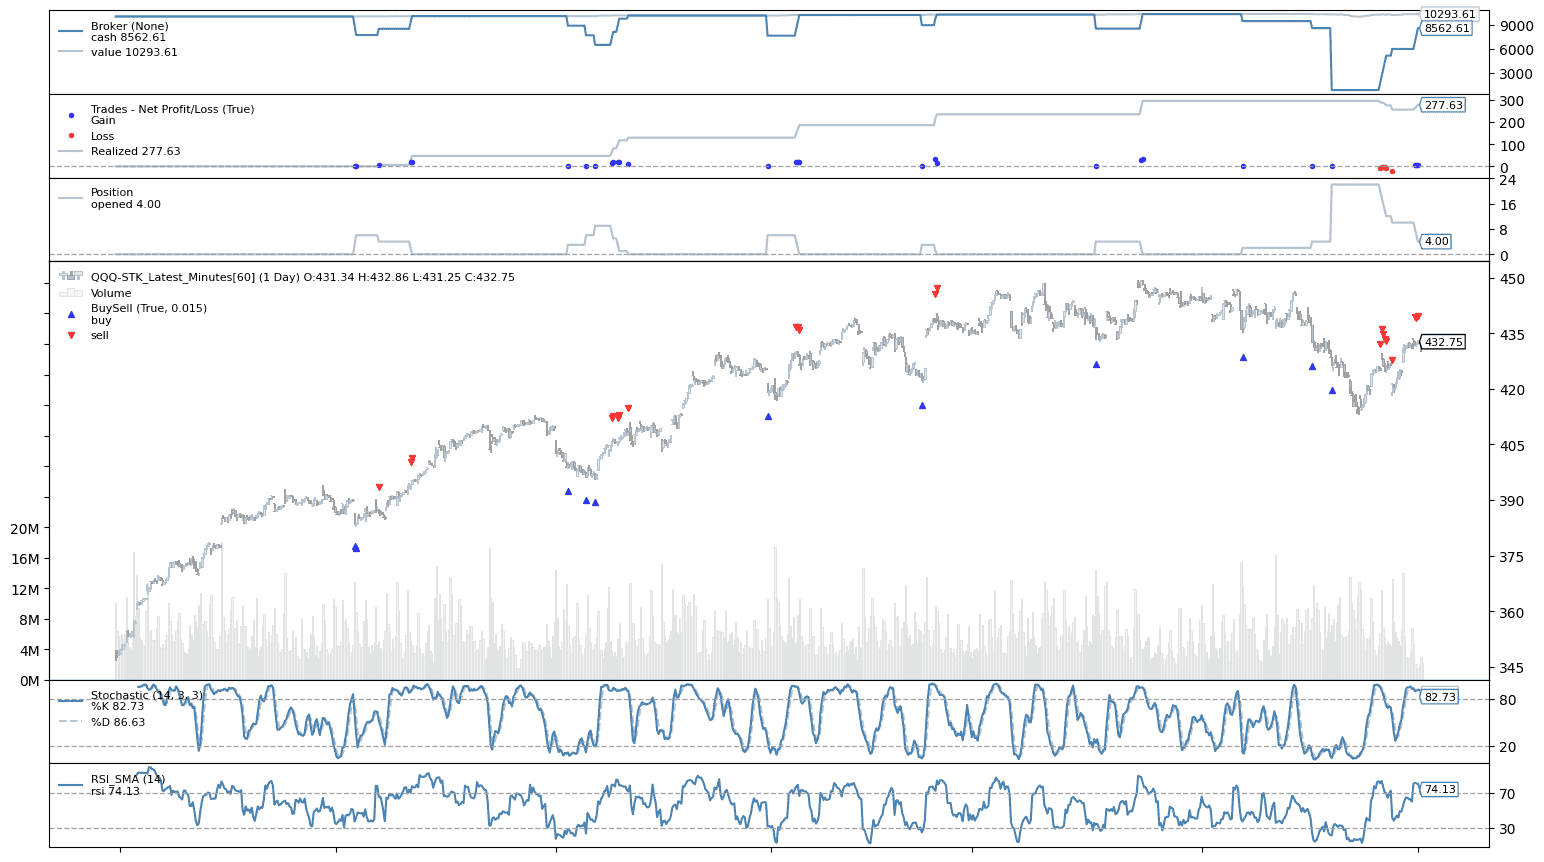 Broker (None)
cash 8562.61
value 10293.61
10293.61
8562.61
9000
6000
3000
Trades - Net Profit/Loss (True)
Gain
Loss
Realized 277.63
277.63
300
200
100
0
Position
opened 4.00
4.00
24
16
8
0
QQQ-STK_Latest_Minutes[60] (1 Day) O:431.34 H:432.86 L:431.25 C:432.75
Volume
BuySell (True, 0.015)
buy
sell
432.75
450
435
420
405
390
375
360
345
20M
16M
12M
8M
4M
0M
Stochastic (14, 3, 3)
%K 82.73
%D 86.63
82.73
80
20
RSI_SMA (14)
rsi 74.13
74.13
70
30